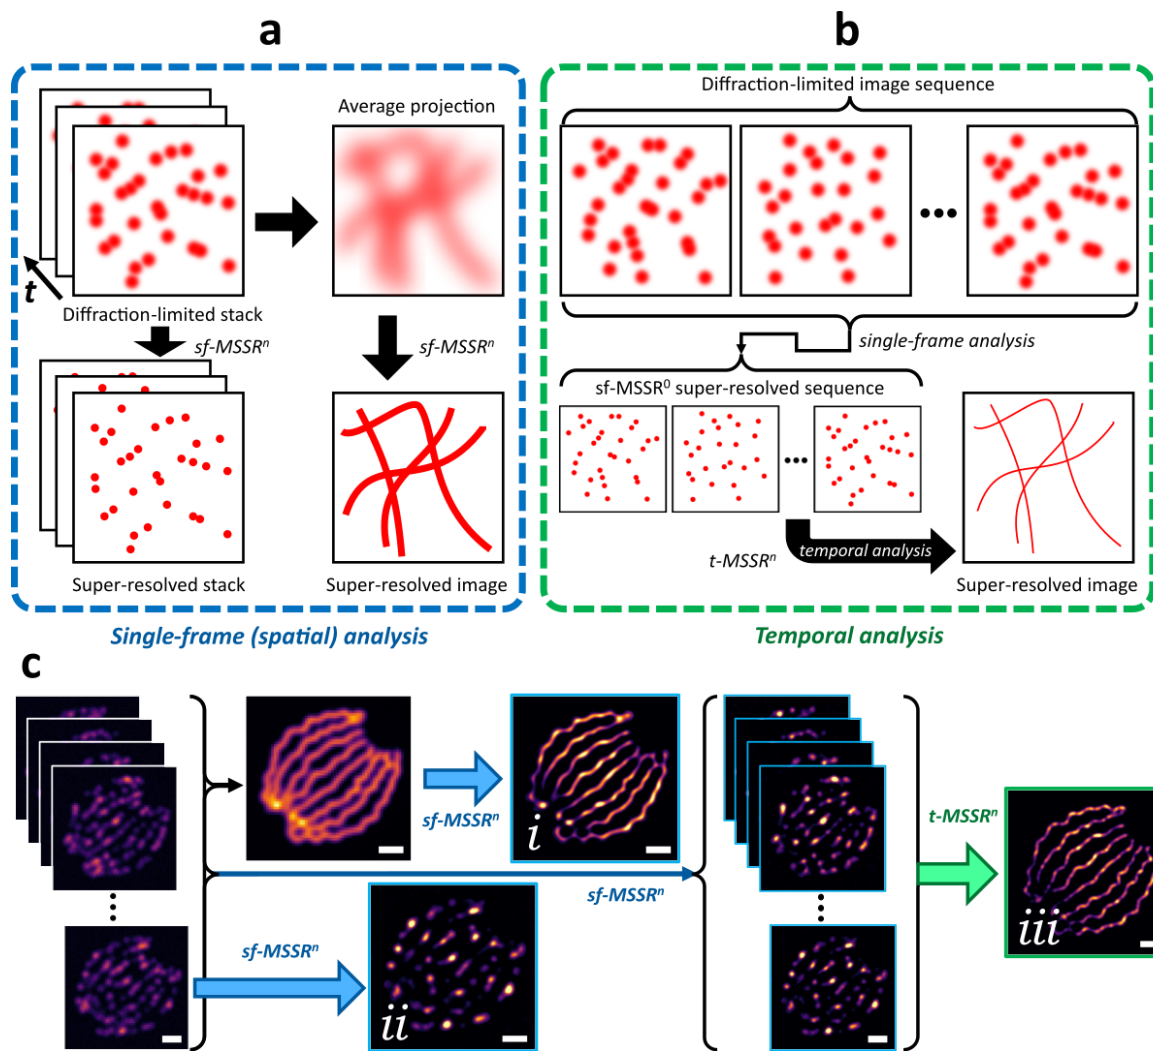 a
b
Average projection
t
Diffraction-limited stack
sf-MSSRⁿ
sf-MSSRⁿ
Super-resolved stack
Super-resolved image
Single-frame (spatial) analysis
Diffraction-limited image sequence
•••
single-frame analysis
sf-MSSR⁰ super-resolved sequence
•••
t-MSSRⁿ
temporal analysis
Super-resolved image
Temporal analysis
c
sf-MSSRⁿ
i
t-MSSRⁿ
sf-MSSRⁿ
sf-MSSRⁿ
ii
iii